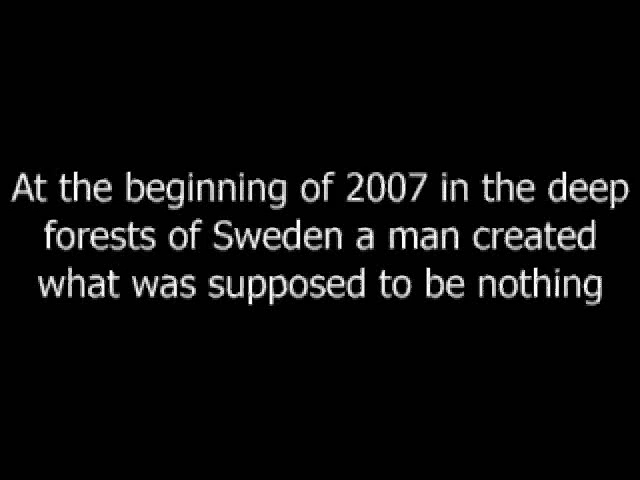 At the beginning of 2007 in the deep
forests of Sweden a man created
what was supposed to be nothing